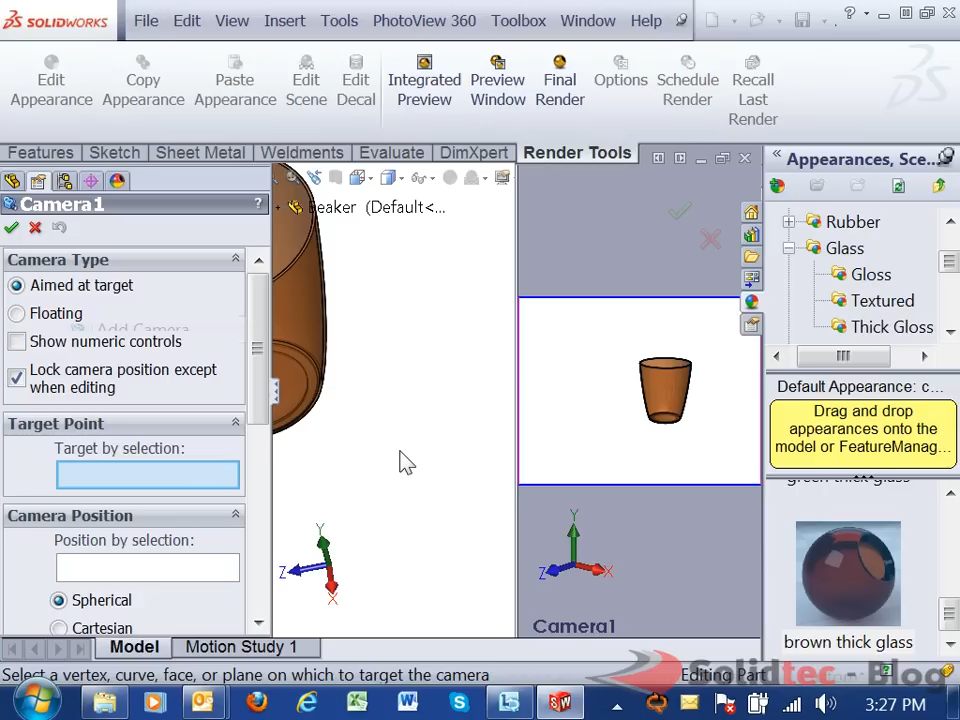 SOLIDWORKS
File Edit View Insert Tools PhotoView 360 Toolbox Window Help
Edit Appearance
Copy Appearance
Paste Appearance
Edit Scene
Edit Decal
Integrated Preview
Preview Window
Final Render
Options
Schedule Render
Recall Last Render
Features Sketch Sheet Metal Weldments Evaluate DimXpert Render Tools
Camera1 ?
Camera Type
Aimed at target
Floating
Add Camera
Show numeric controls
Lock camera position except
when editing
Target Point
Target by selection:
Camera Position
Position by selection:
Spherical
Cartesian
Beaker (Default<...
Y
Z
X
Y
Z
X
Camera1
Appearances, Sce...
Rubber
Glass
Gloss
Textured
Thick Gloss
Default Appearance: c...
Drag and drop
appearances onto the
model or FeatureManag...
green thick glass
brown thick glass
Model Motion Study 1
Select a vertex, curve, face, or plane on which to target the camera
Editing Part
Solidtec - Blog
3:27 PM